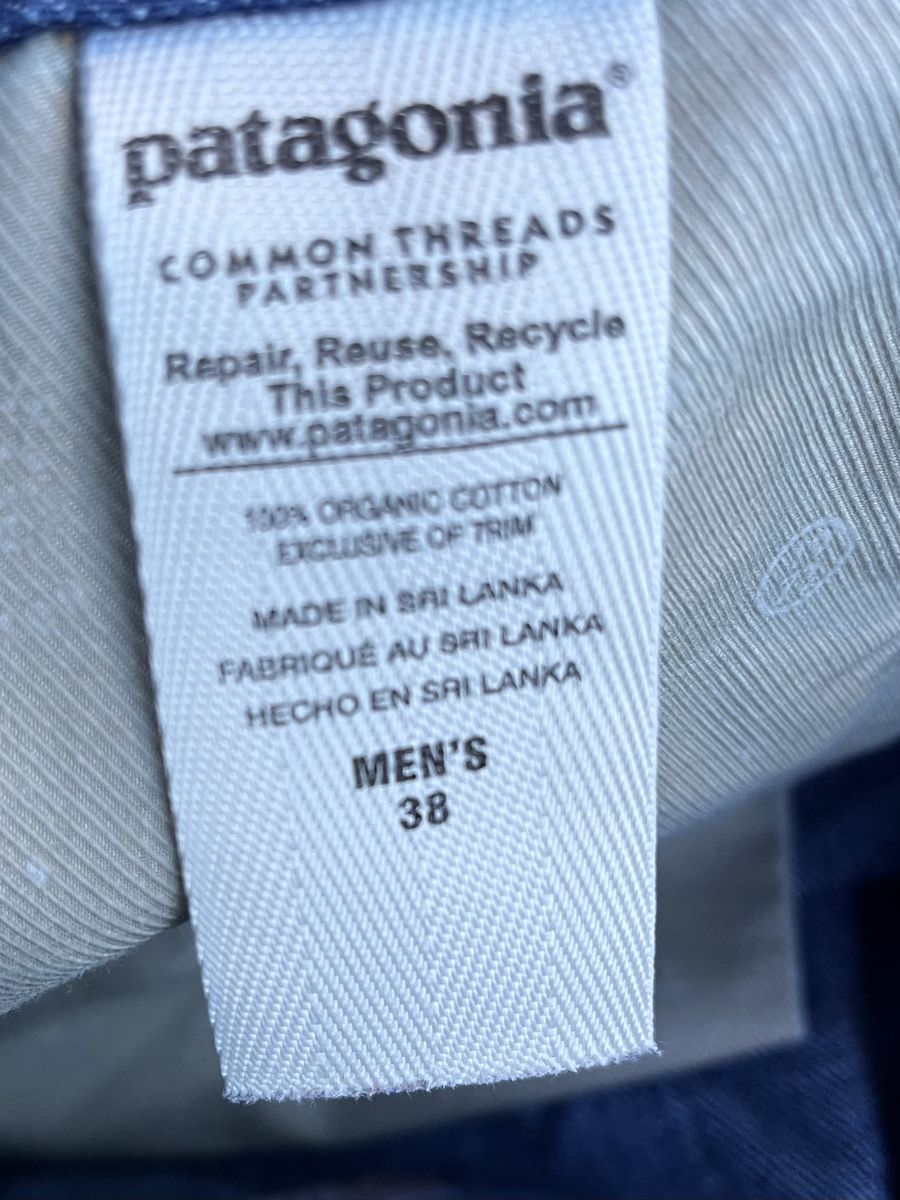 patagonia®
COMMON THREADS
PARTNERSHIP
Repair, Reuse, Recycle
This Product
www.patagonia.com
100% ORGANIC COTTON
EXCLUSIVE OF TRIM
MADE IN SRI LANKA
FABRIQUÉ AU SRI LANKA
HECHO EN SRI LANKA
MEN'S
38